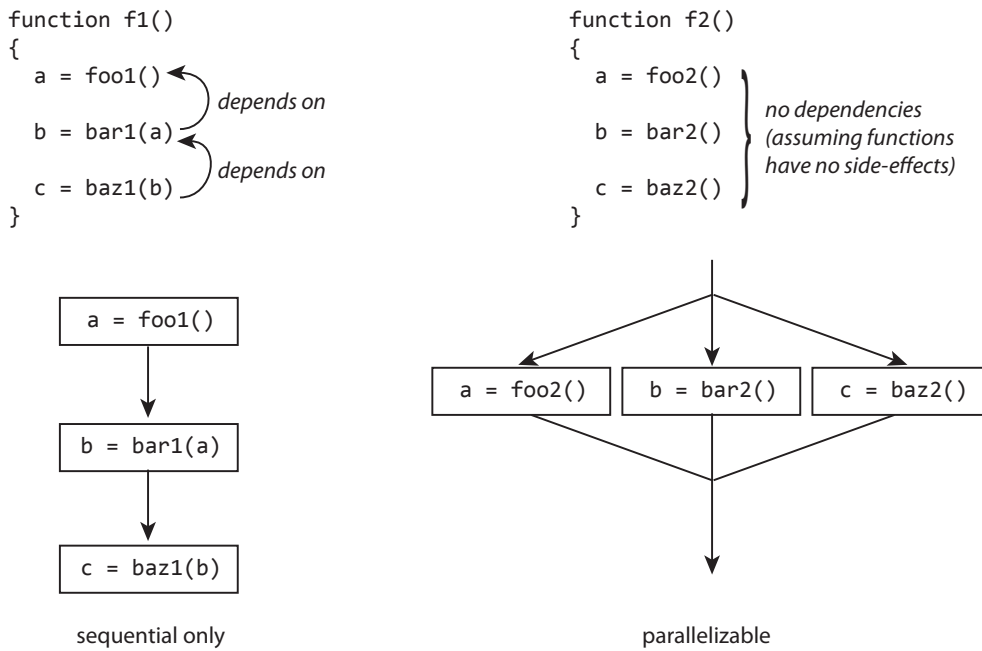 function f1()
{
a = foo1()
depends on
b = bar1(a)
depends on
c = baz1(b)
}
function f2()
{
a = foo2()
b = bar2()
c = baz2()
}
no dependencies
(assuming functions
have no side-effects)
a = foo1()
b = bar1(a)
c = baz1(b)
sequential only
a = foo2()
b = bar2()
c = baz2()
parallelizable